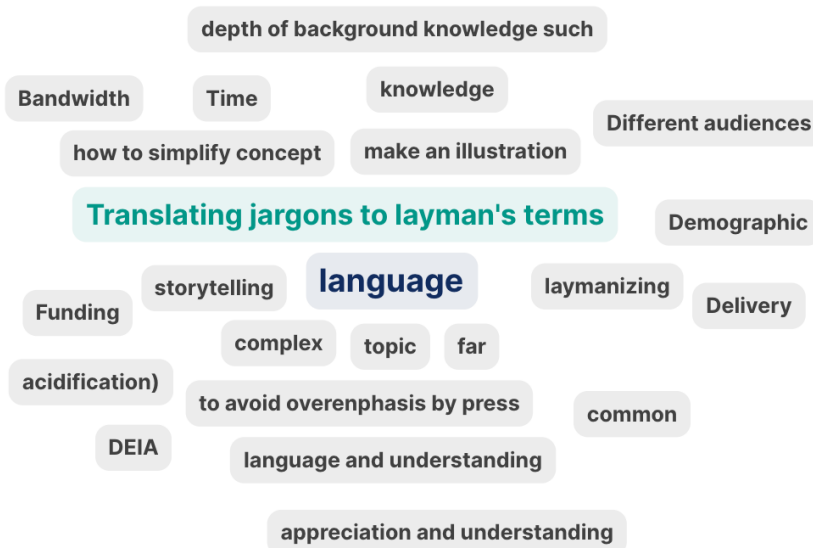 depth of background knowledge such
Bandwidth
Time
knowledge
Different audiences
how to simplify concept
make an illustration
Translating jargons to layman's terms
Demographic
storytelling
language
laymanizing
Funding
Delivery
complex
topic
far
acidification)
to avoid overenphasis by press
common
DEIA
language and understanding
appreciation and understanding